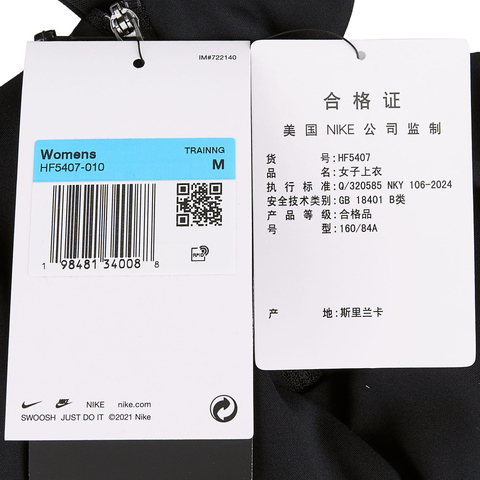 IM#722140
Womens
TRAINNG
HF5407-010
M
1 98481 34008 8
RFID
NIKE
nike.com
SWOOSH JUST DO IT ©2021 Nike
合格证
美国 NIKE 公司监制
货 号:HF5407
品 名:女子上衣
执行标准:Q/320585 NKY 106-2024
安全技术类别:GB 18401 B类
产品等级:合格品
号 型:160/84A
产 地:斯里兰卡